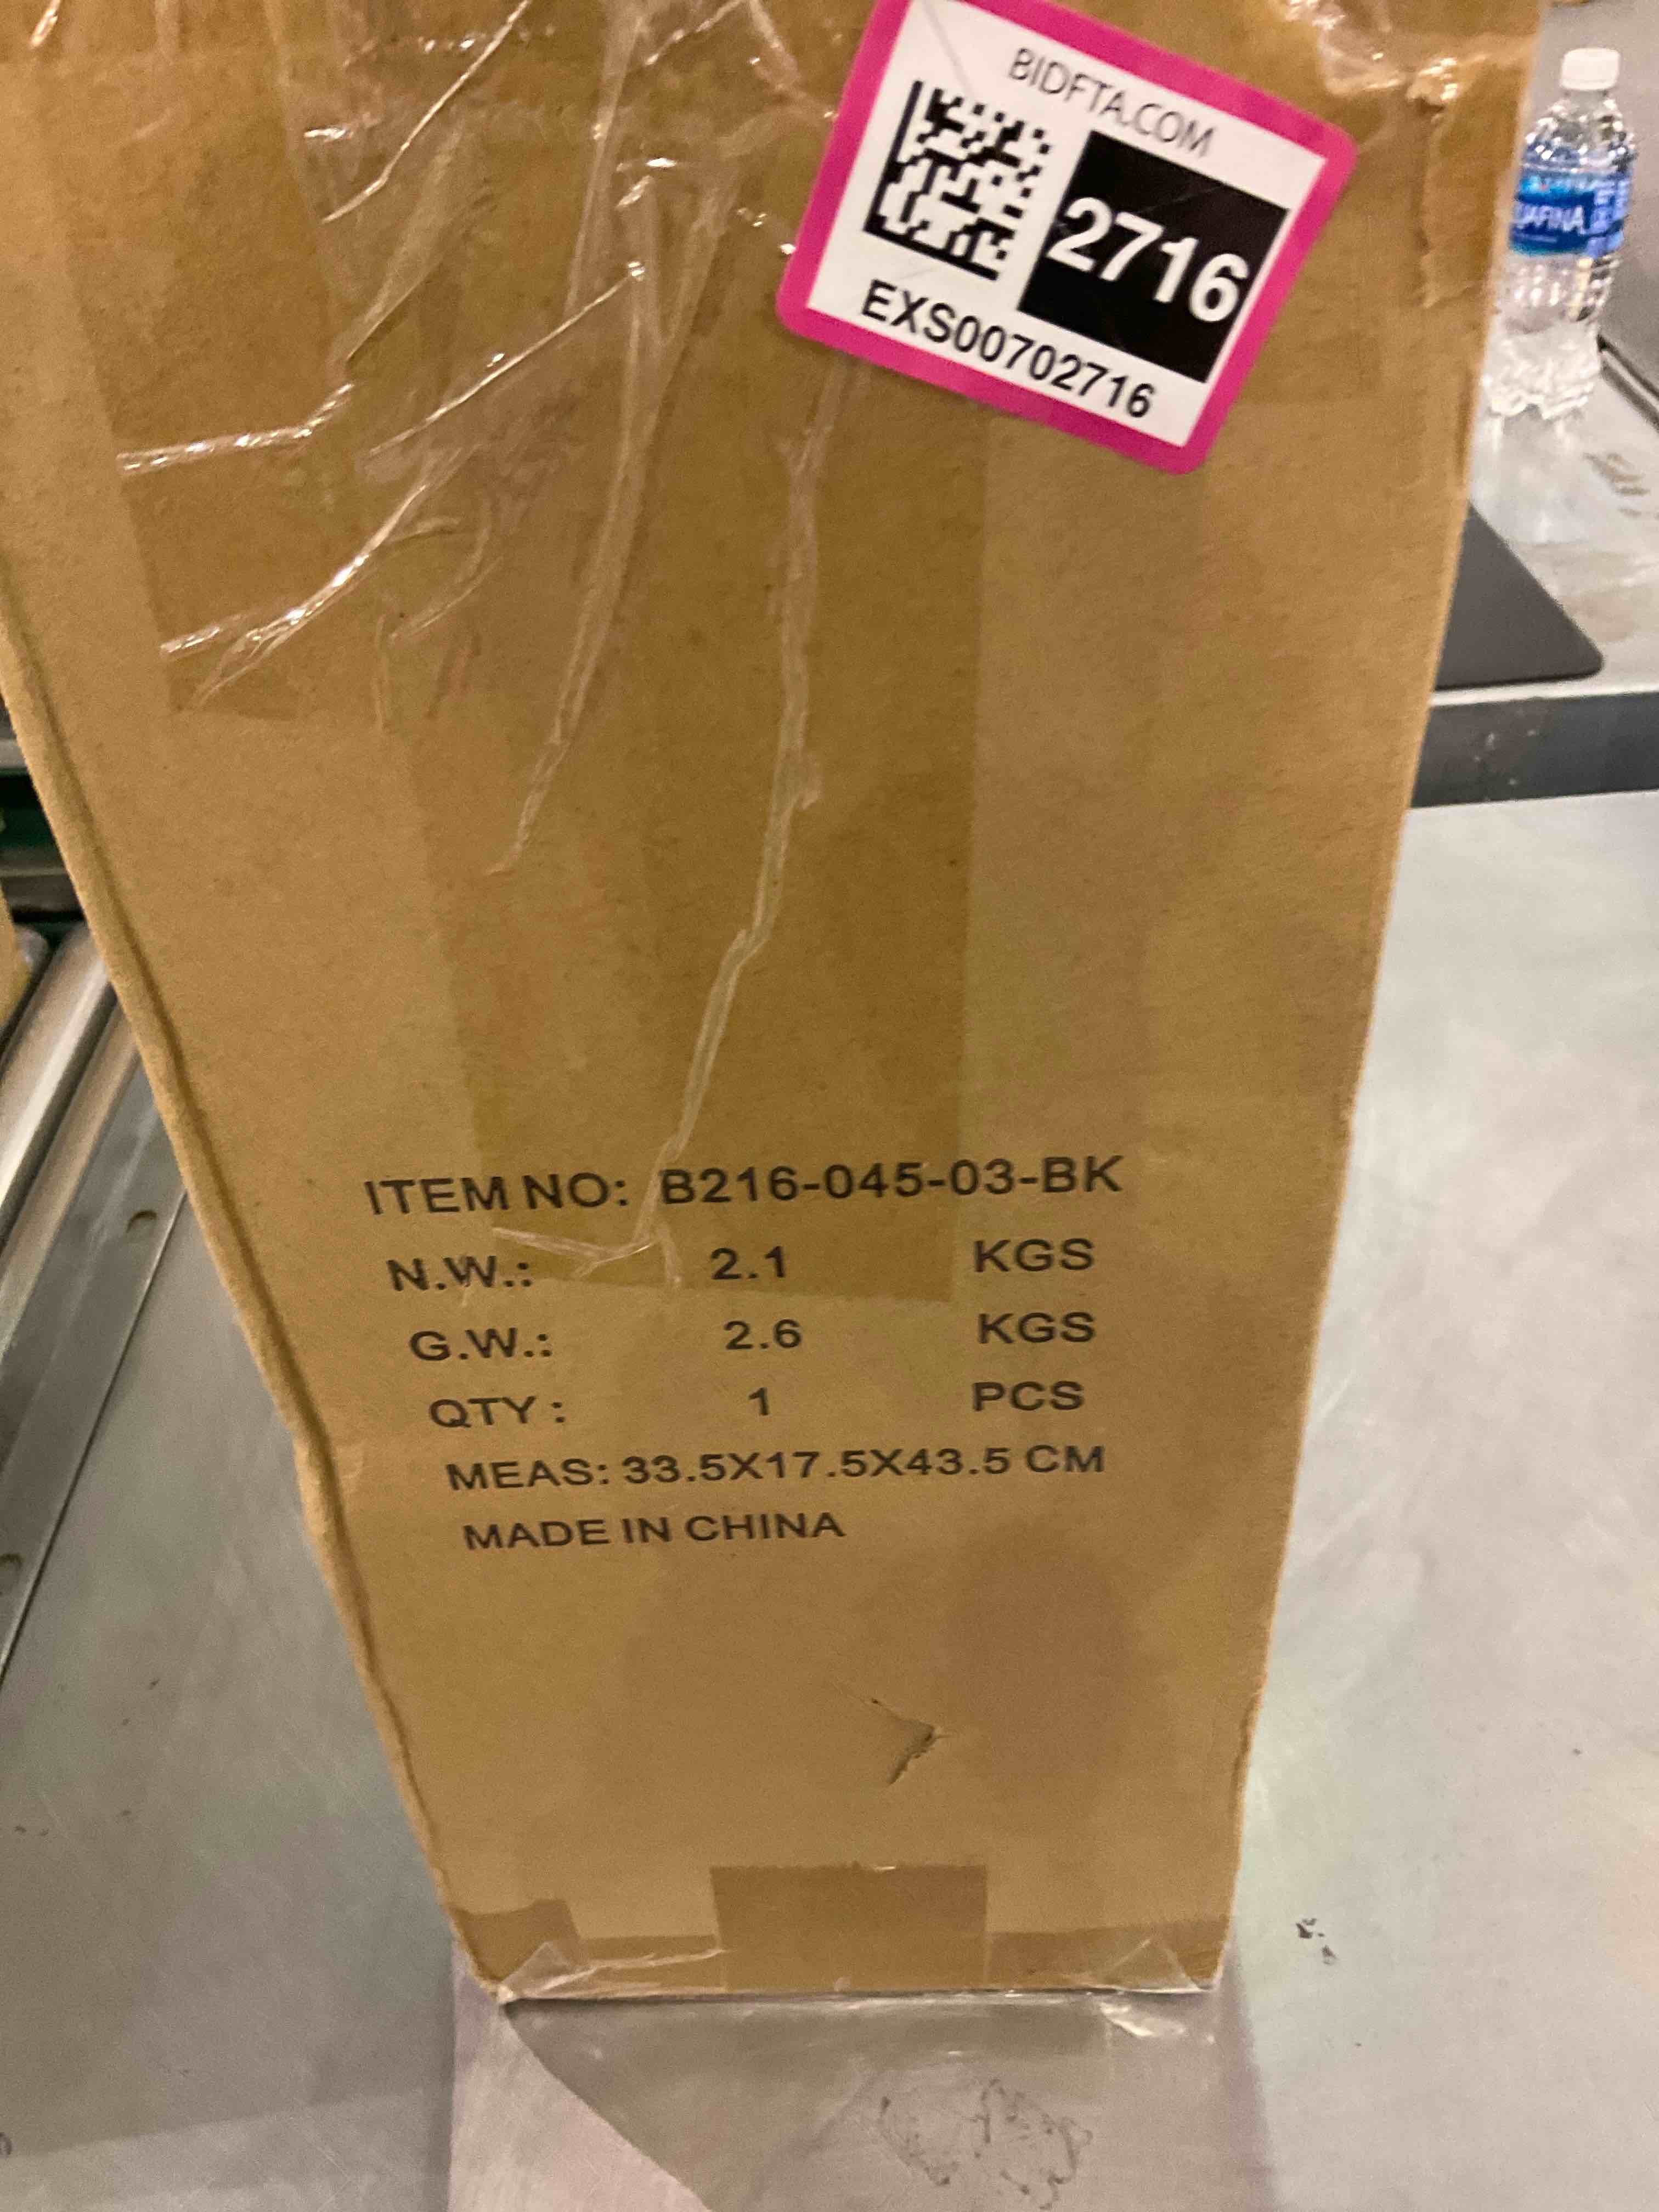 BIDFTA.COM
2716
EXS00702716
ITEM NO: B216-045-03-BK
N.W.: 2.1 KGS
G.W.: 2.6 KGS
QTY: 1 PCS
MEAS: 33.5X17.5X43.5 CM
MADE IN CHINA